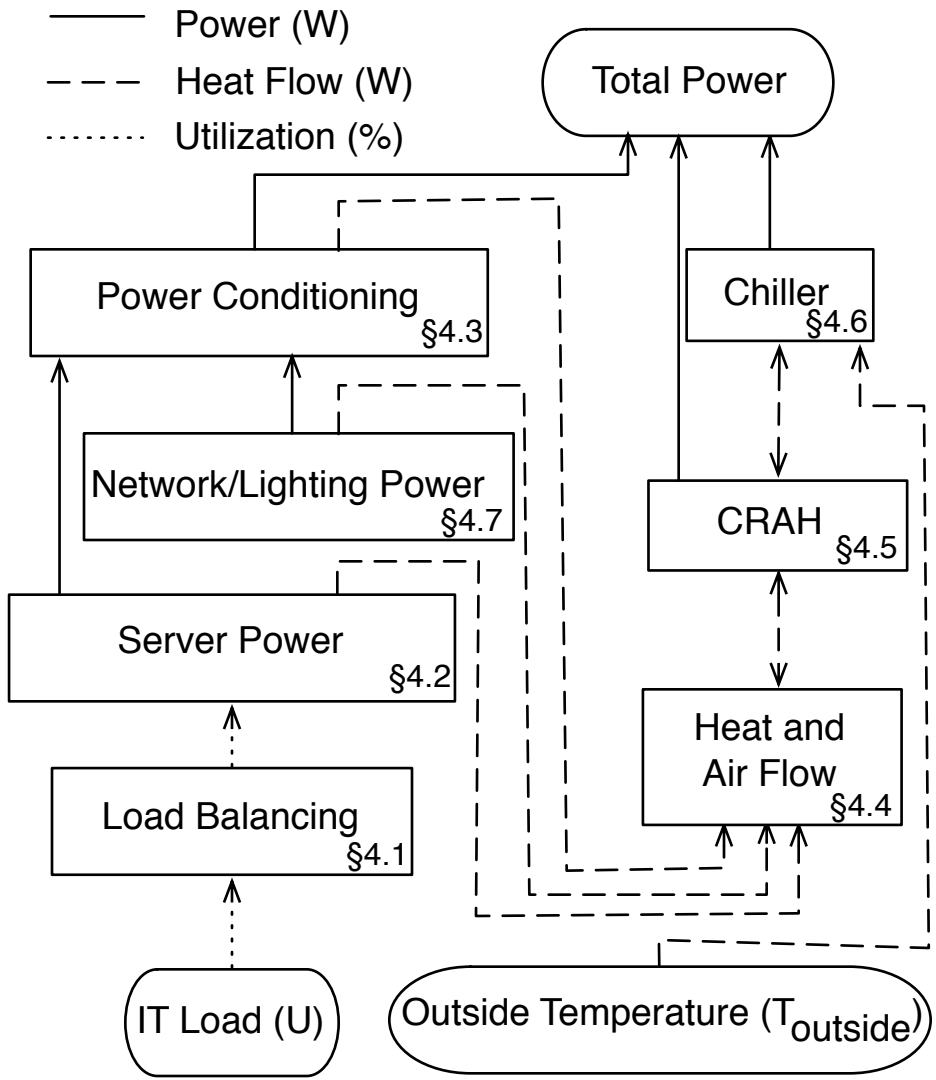 Power (W)
Heat Flow (W)
Utilization (%)
Total Power
Power Conditioning
§4.3
Chiller
§4.6
Network/Lighting Power
§4.7
CRAH
§4.5
Server Power
§4.2
Heat and
Air Flow
§4.4
Load Balancing
§4.1
IT Load (U)
Outside Temperature (Toutside)